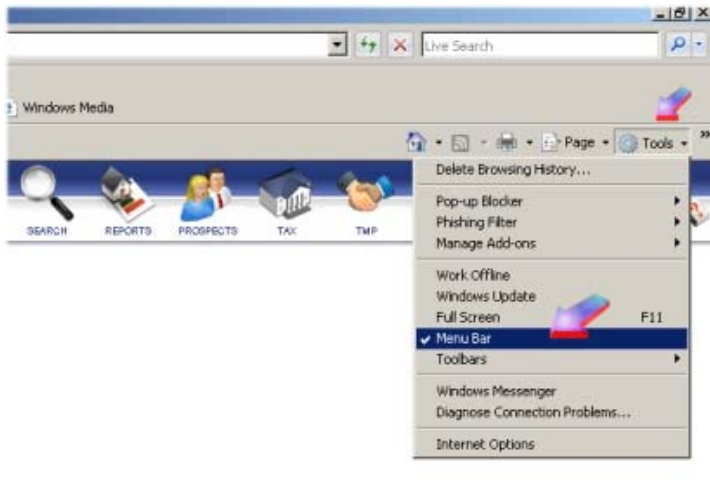 Live Search
Windows Media
Page
Tools
SEARCH
REPORTS
PROSPECTS
TAX
TMP
Delete Browsing History...
Pop-up Blocker
Phishing Filter
Manage Add-ons
Work Offline
Windows Update
Full Screen F11
Menu Bar
Toolbars
Windows Messenger
Diagnose Connection Problems...
Internet Options